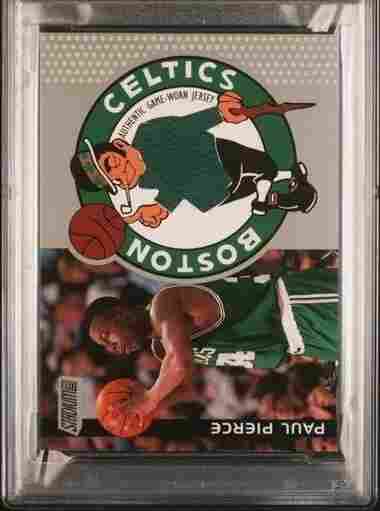 CELTICS
AUTHENTIC GAME-WORN JERSEY
BOSTON
STADIUM
PAUL PIERCE